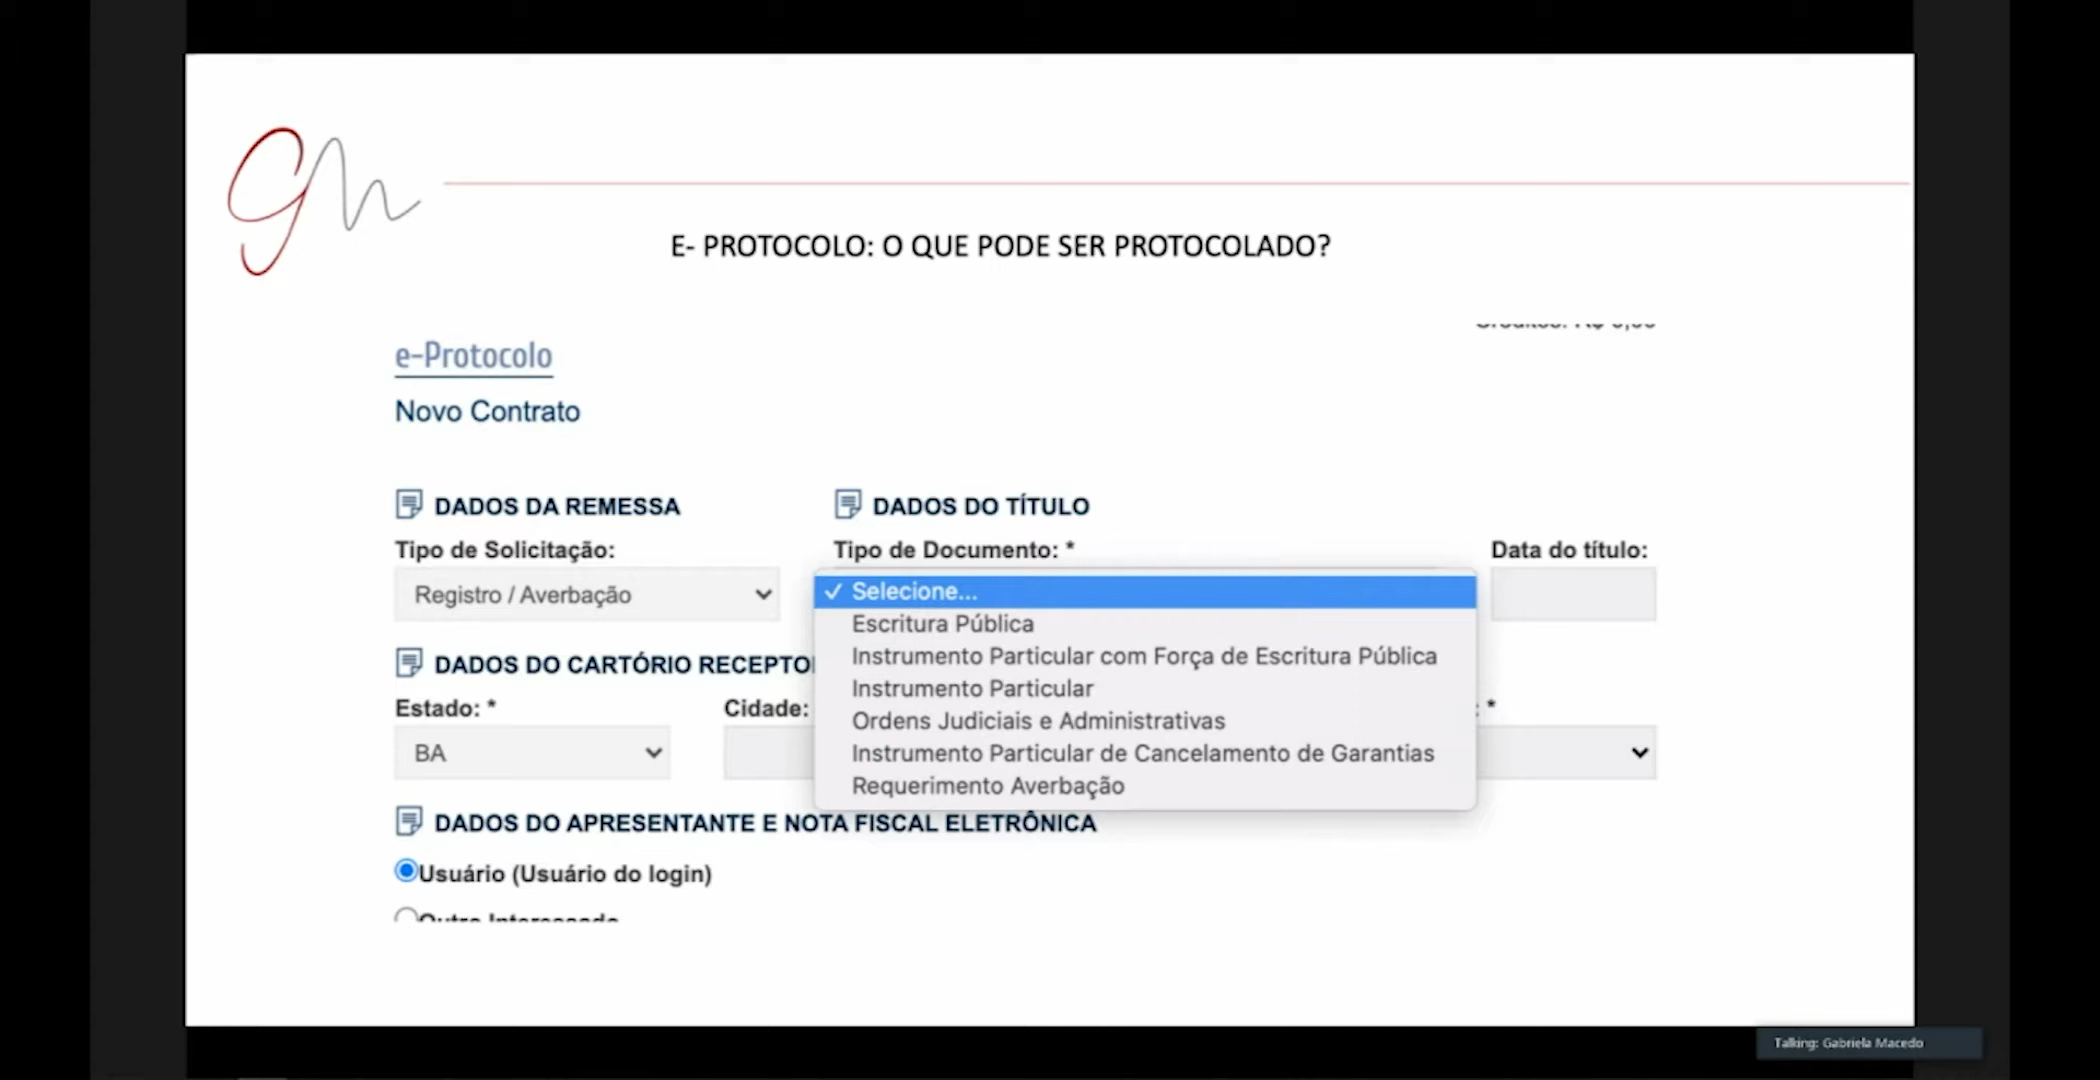 GM
E- PROTOCOLO: O QUE PODE SER PROTOCOLADO?
e-Protocolo
Novo Contrato
DADOS DA REMESSA
DADOS DO TÍTULO
Tipo de Solicitação:
Tipo de Documento: *
Data do título:
Registro / Averbação
✓ Selecione...
Escritura Pública
Instrumento Particular com Força de Escritura Pública
Instrumento Particular
Ordens Judiciais e Administrativas
Instrumento Particular de Cancelamento de Garantias
Requerimento Averbação
DADOS DO CARTÓRIO RECEPTO
Estado: *
Cidade:
: *
BA
DADOS DO APRESENTANTE E NOTA FISCAL ELETRÔNICA
Usuário (Usuário do login)
Talking: Gabriela Macedo